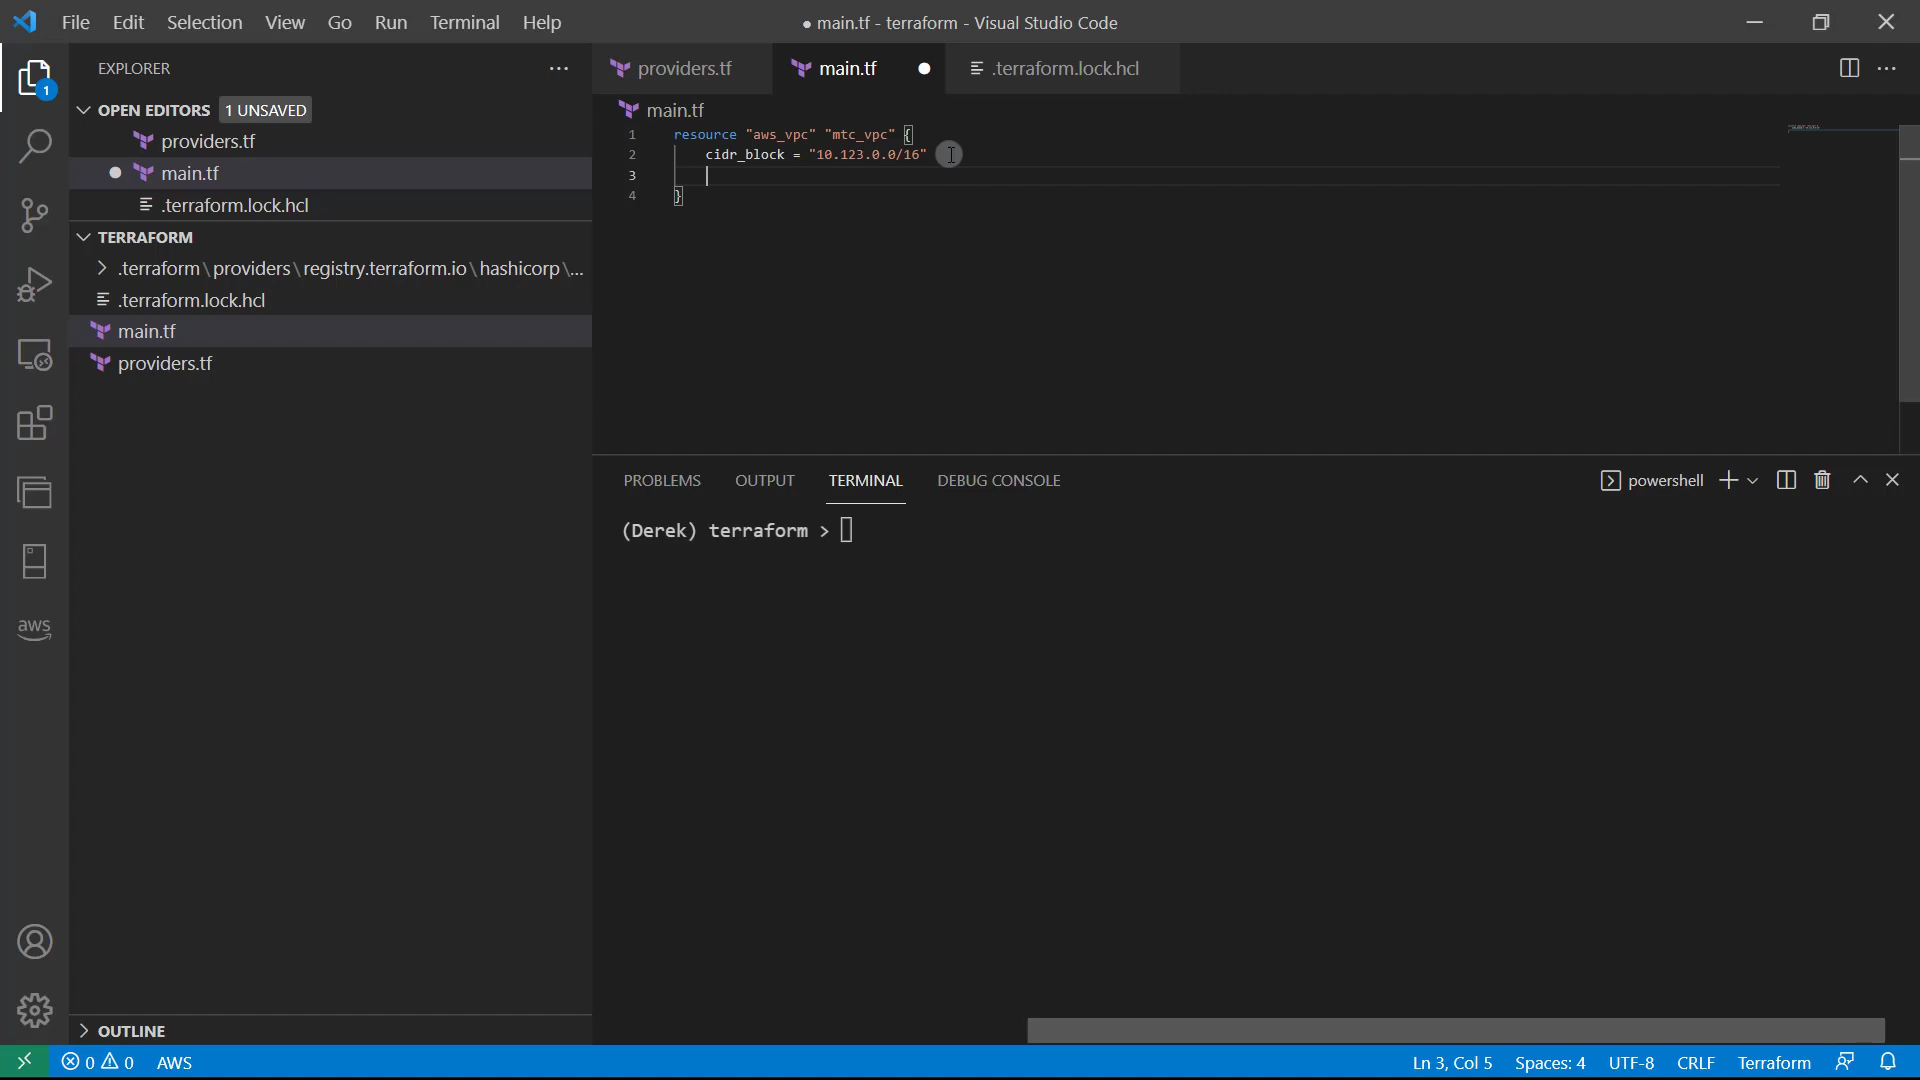 File Edit Selection View Go Run Terminal Help
● main.tf - terraform - Visual Studio Code
EXPLORER
1
OPEN EDITORS 1 UNSAVED
providers.tf
main.tf
.terraform.lock.hcl
TERRAFORM
.terraform\providers\registry.terraform.io\hashicorp\...
.terraform.lock.hcl
main.tf
providers.tf
aws
OUTLINE
providers.tf main.tf .terraform.lock.hcl
main.tf
1 resource "aws_vpc" "mtc_vpc" {
2 cidr_block = "10.123.0.0/16"
3
4 }
PROBLEMS OUTPUT TERMINAL DEBUG CONSOLE
powershell
(Derek) terraform >
0 0 AWS
Ln 3, Col 5 Spaces: 4 UTF-8 CRLF Terraform